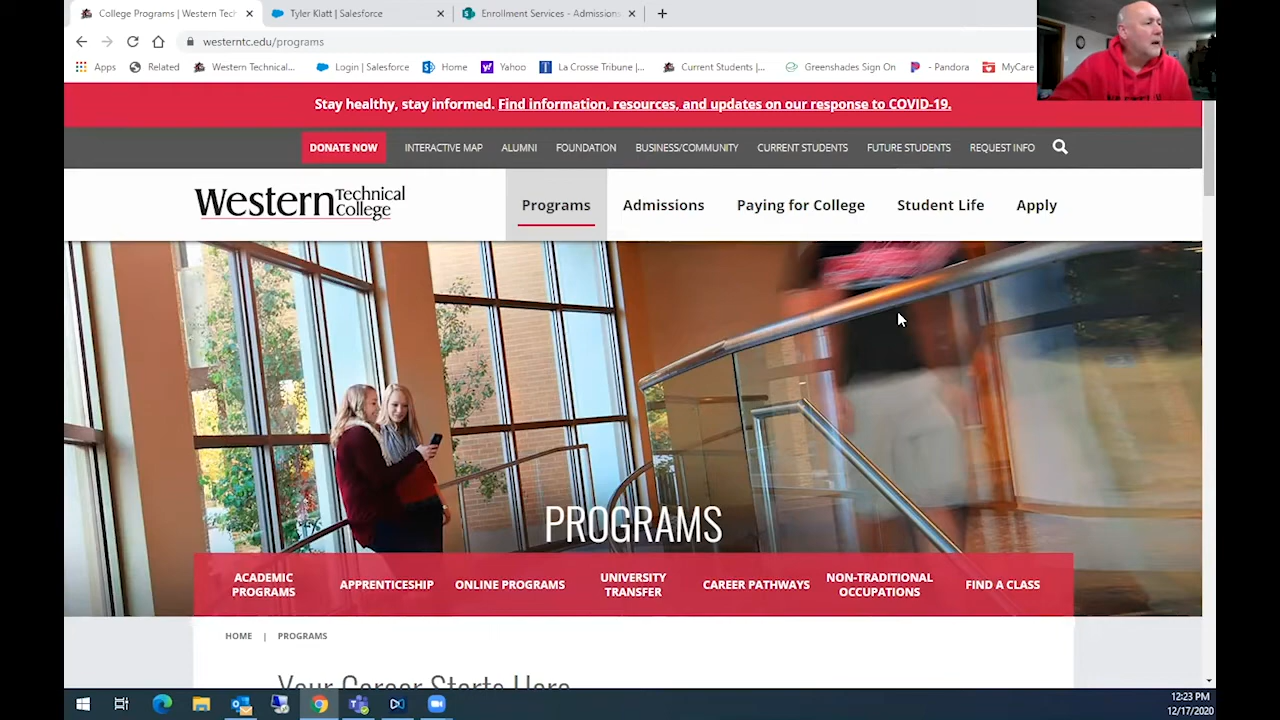 College Programs | Western Tech
Tyler Klatt | Salesforce
Enrollment Services - Admissions
westerntc.edu/programs
Apps
Related
Western Technical...
Login | Salesforce
Home
Yahoo
La Crosse Tribune |...
Current Students |...
Greenshades Sign On
- Pandora
MyCare
Stay healthy, stay informed. Find information, resources, and updates on our response to COVID-19.
DONATE NOW
INTERACTIVE MAP
ALUMNI
FOUNDATION
BUSINESS/COMMUNITY
CURRENT STUDENTS
FUTURE STUDENTS
REQUEST INFO
Western Technical College
Programs
Admissions
Paying for College
Student Life
Apply
PROGRAMS
ACADEMIC PROGRAMS
APPRENTICESHIP
ONLINE PROGRAMS
UNIVERSITY TRANSFER
CAREER PATHWAYS
NON-TRADITIONAL OCCUPATIONS
FIND A CLASS
HOME | PROGRAMS
Your Career Starts Here
12:23 PM
12/17/2020